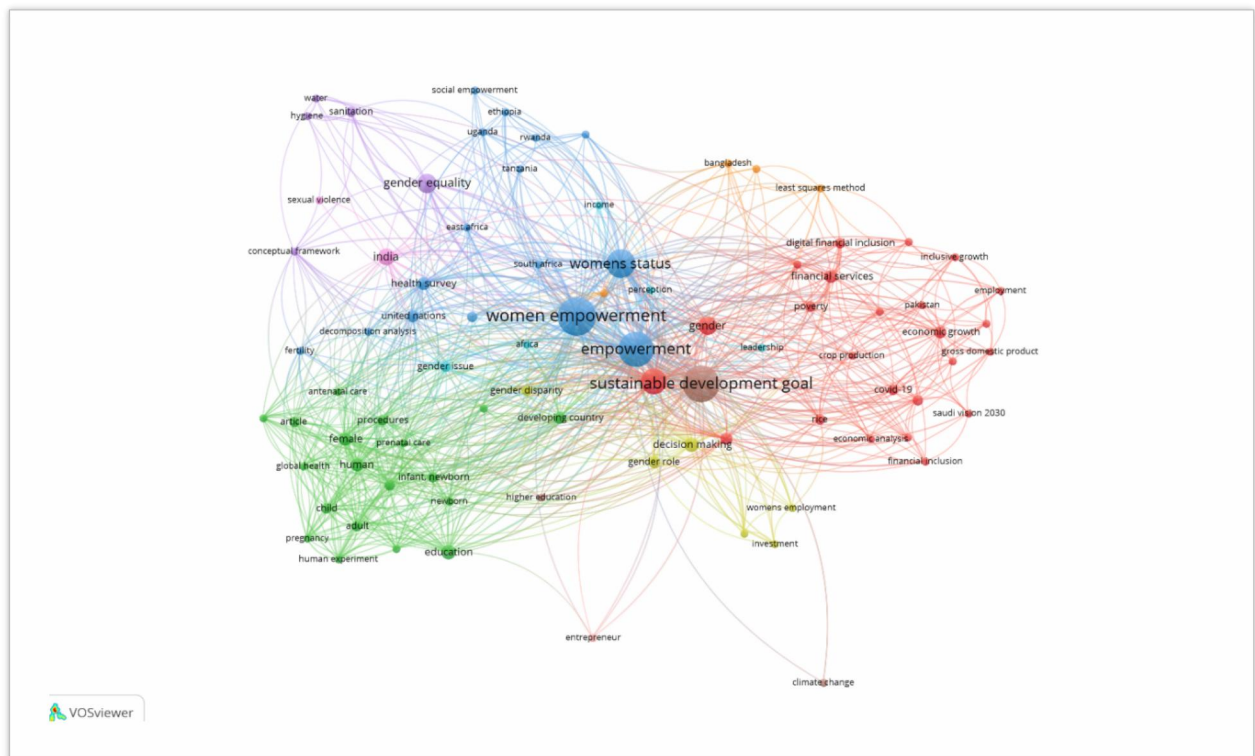 social empowerment
water
sanitation
hygiene
ethiopia
uganda
rwanda
bangladesh
tanzania
gender equality
least squares method
sexual violence
income
east africa
digital financial inclusion
conceptual framework
india
inclusive growth
south africa
womens status
financial services
health survey
perception
employment
poverty
pakistan
united nations
women empowerment
gender
decomposition analysis
economic growth
africa
leadership
fertility
empowerment
crop production
gross domestic product
gender issue
sustainable development goal
antenatal care
gender disparity
covid-19
saudi vision 2030
article
procedures
developing country
rice
female
prenatal care
decision making
economic analysis
global health
human
gender role
financial inclusion
infant, newborn
higher education
newborn
child
womens employment
adult
pregnancy
investment
human experiment
education
entrepreneur
climate change
VOSviewer